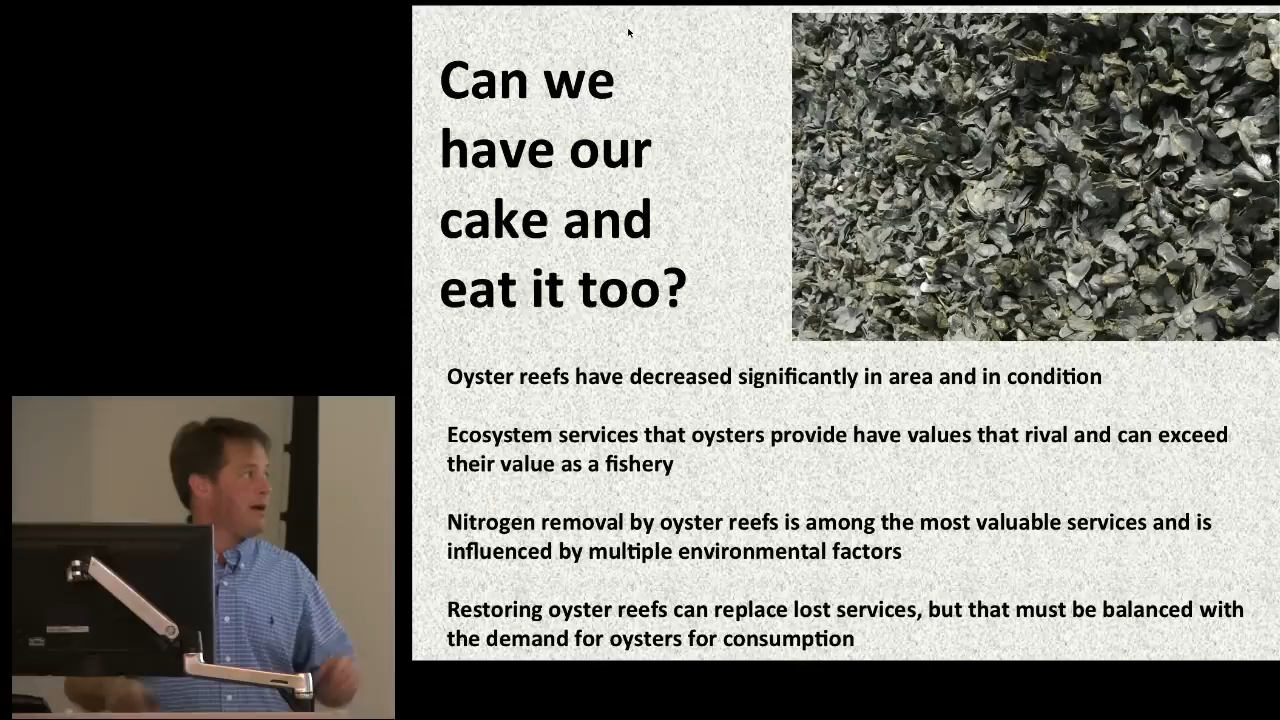 Can we
have our
cake and
eat it too?
Oyster reefs have decreased significantly in area and in condition
Ecosystem services that oysters provide have values that rival and can exceed
their value as a fishery
Nitrogen removal by oyster reefs is among the most valuable services and is
influenced by multiple environmental factors
Restoring oyster reefs can replace lost services, but that must be balanced with
the demand for oysters for consumption